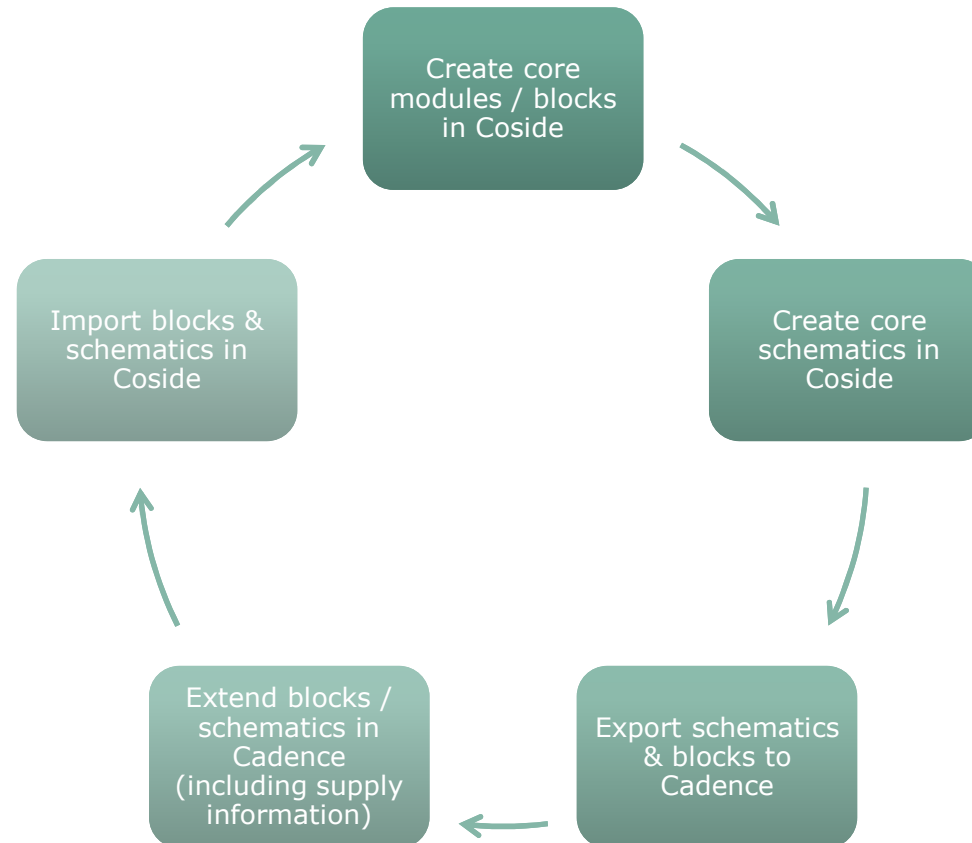 Create core
modules / blocks
in Coside
Create core
schematics in
Coside
Export schematics
& blocks to
Cadence
Extend blocks /
schematics in
Cadence
(including supply
information)
Import blocks &
schematics in
Coside